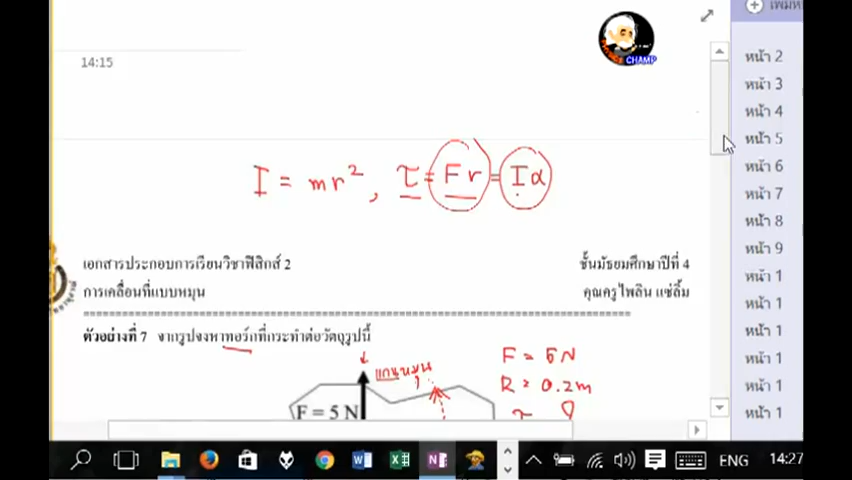 เพิ่มห
PHYSICS CHAMP
14:15
หน้า 2
หน้า 3
หน้า 4
หน้า 5
หน้า 6
หน้า 7
หน้า 8
หน้า 9
หน้า 1
หน้า 1
หน้า 1
หน้า 1
หน้า 1
หน้า 1
I = mr², τ = Fr = Iα
เอกสารประกอบการเรียนวิชาฟิสิกส์ 2 ชั้นมัธยมศึกษาปีที่ 4
การเคลื่อนที่แบบหมุน คุณครูไพลิน แซ่ลิ้ม
ตัวอย่างที่ 7 จากรูปจงหาทอร์กที่กระทำต่อวัตถุรูปนี้
แกนหมุน
F = 5 N
F = 5N
R = 0.2m
ENG 14:27